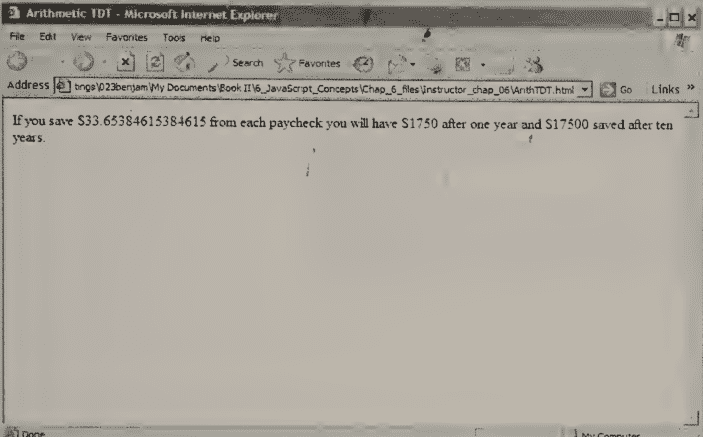 Arithmetic TDT - Microsoft Internet Explorer
File Edit View Favorites Tools Help
Search Favorites
Address bngs\023benjam\My Documents\Book II\6_JavaScript_Concepts\Chap_6_files\Instructor_chap_06\ArithTDT.html Go Links »
If you save $33.65384615384615 from each paycheck you will have $1750 after one year and $17500 saved after ten
years.
Done My Computer